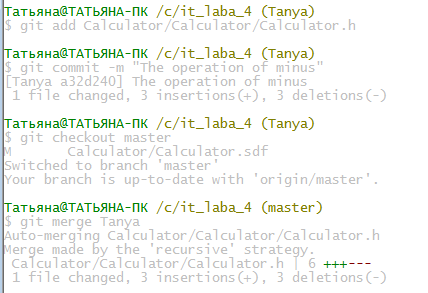 Татьяна@ТАТЬЯНА-ПК /c/it_laba_4 (Tanya)
$ git add Calculator/Calculator/Calculator.h
Татьяна@ТАТЬЯНА-ПК /c/it_laba_4 (Tanya)
$ git commit -m "The operation of minus"
[Tanya a32d240] The operation of minus
1 file changed, 3 insertions(+), 3 deletions(-)
Татьяна@ТАТЬЯНА-ПК /c/it_laba_4 (Tanya)
$ git checkout master
M Calculator/Calculator.sdf
Switched to branch 'master'
Your branch is up-to-date with 'origin/master'.
Татьяна@ТАТЬЯНА-ПК /c/it_laba_4 (master)
$ git merge Tanya
Auto-merging Calculator/Calculator/Calculator.h
Merge made by the 'recursive' strategy.
Calculator/Calculator/Calculator.h | 6 +++---
1 file changed, 3 insertions(+), 3 deletions(-)